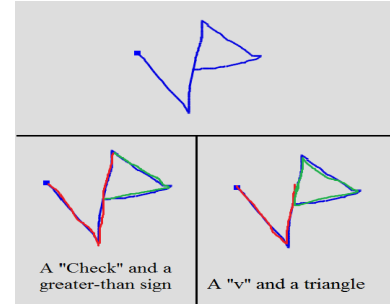 A "Check" and a
greater-than sign
A "v" and a triangle